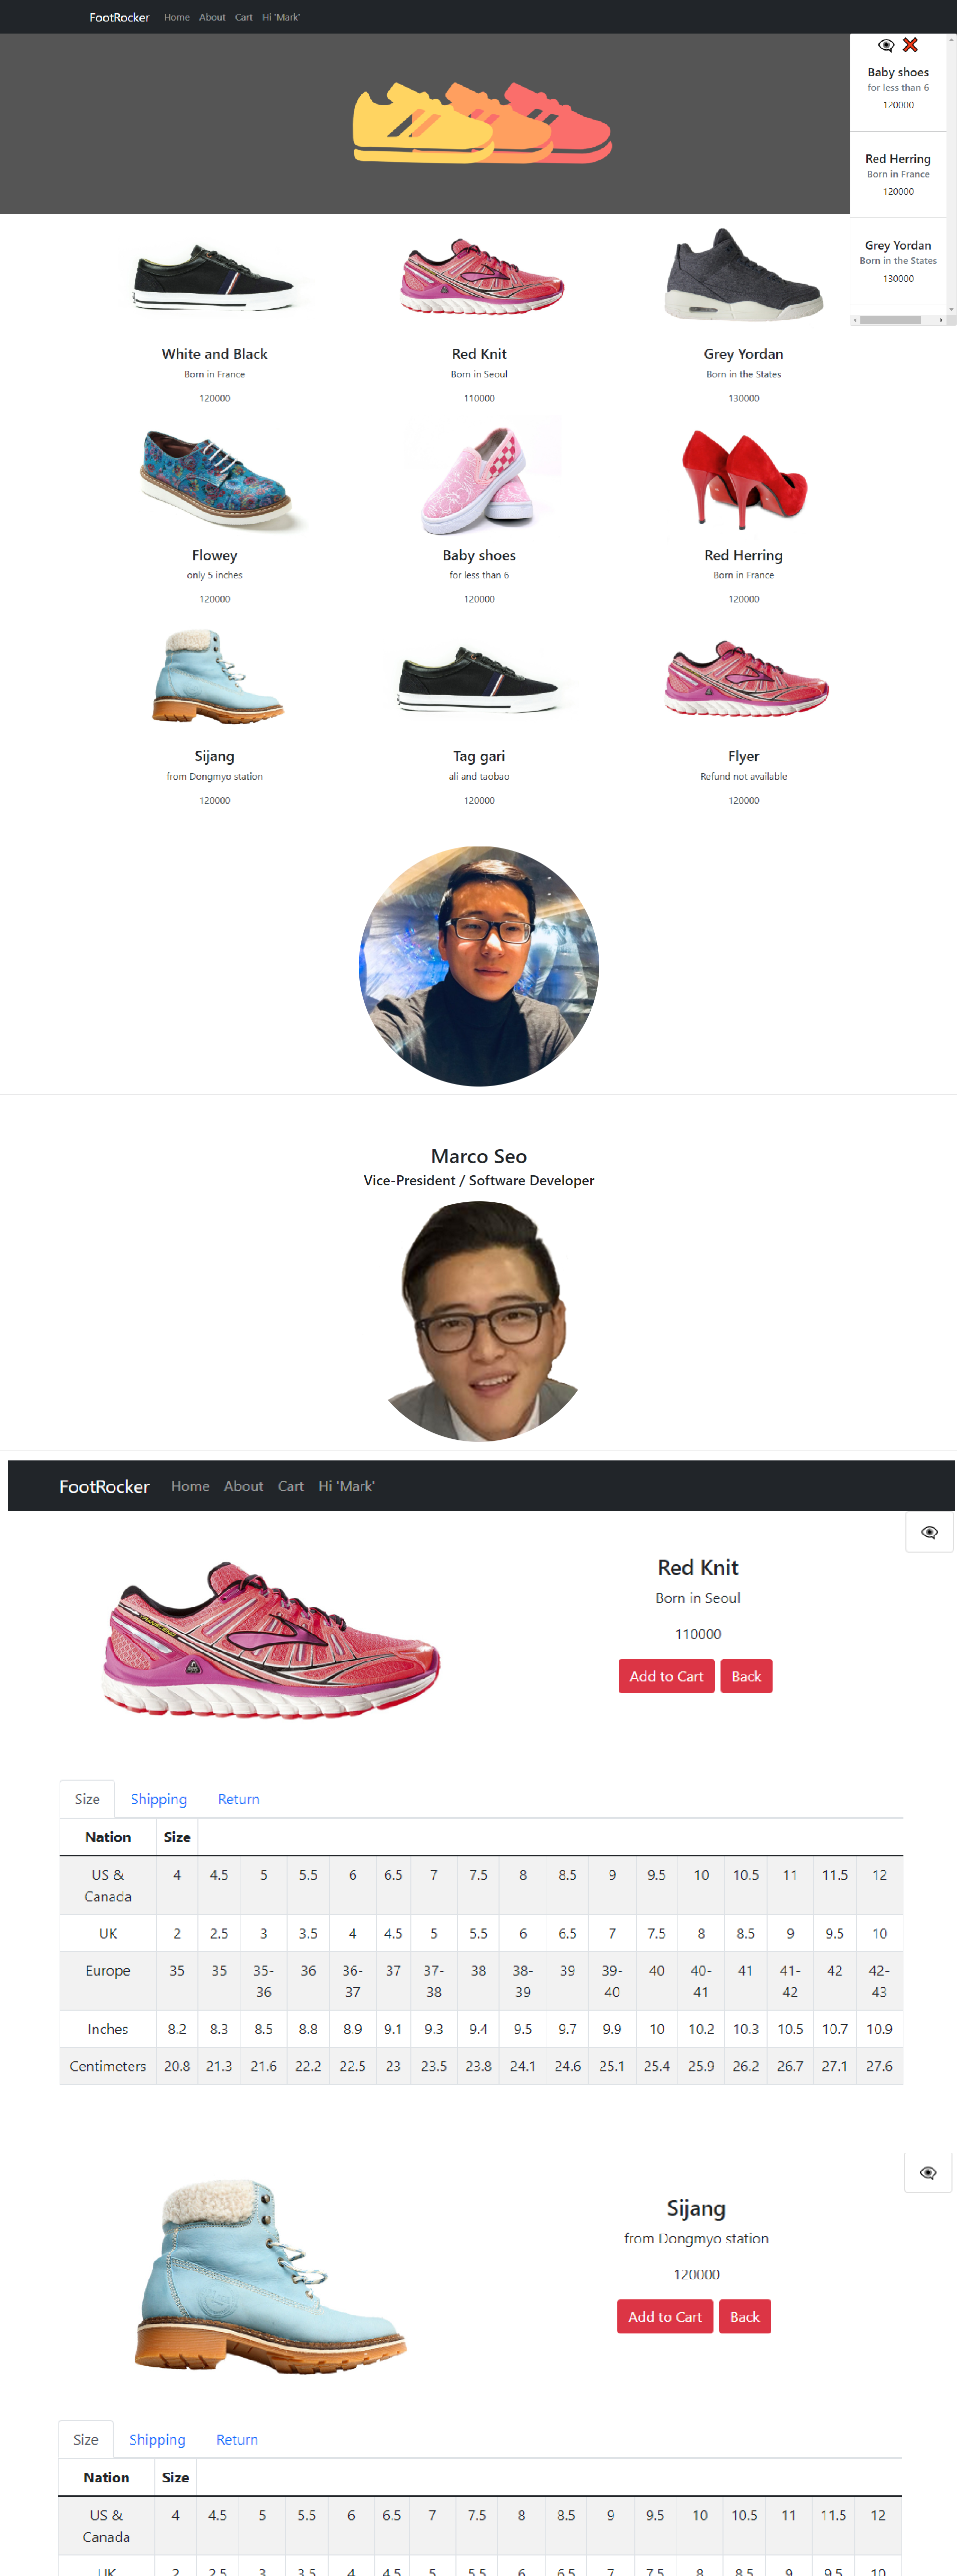 FootRocker Home About Cart Hi 'Mark'
Baby shoes
for less than 6
120000
Red Herring
Born in France
120000
Grey Yordan
Born in the States
130000
White and Black
Born in France
120000
Red Knit
Born in Seoul
110000
Grey Yordan
Born in the States
130000
Flowey
only 5 inches
120000
Baby shoes
for less than 6
120000
Red Herring
Born in France
120000
Sijang
from Dongmyo station
120000
Tag gari
ali and taobao
120000
Flyer
Refund not available
120000
Marco Seo
Vice-President / Software Developer
FootRocker Home About Cart Hi 'Mark'
Red Knit
Born in Seoul
110000
Add to Cart Back
Size Shipping Return
Nation Size
US & Canada 4 4.5 5 5.5 6 6.5 7 7.5 8 8.5 9 9.5 10 10.5 11 11.5 12
UK 2 2.5 3 3.5 4 4.5 5 5.5 6 6.5 7 7.5 8 8.5 9 9.5 10
Europe 35 35 35-36 36 36-37 37 37-38 38 38-39 39 39-40 40 40-41 41 41-42 42 42-43
Inches 8.2 8.3 8.5 8.8 8.9 9.1 9.3 9.4 9.5 9.7 9.9 10 10.2 10.3 10.5 10.7 10.9
Centimeters 20.8 21.3 21.6 22.2 22.5 23 23.5 23.8 24.1 24.6 25.1 25.4 25.9 26.2 26.7 27.1 27.6
Sijang
from Dongmyo station
120000
Add to Cart Back
Size Shipping Return
Nation Size
US & Canada 4 4.5 5 5.5 6 6.5 7 7.5 8 8.5 9 9.5 10 10.5 11 11.5 12
UK 2 2.5 3 3.5 4 4.5 5 5.5 6 6.5 7 7.5 8 8.5 9 9.5 10